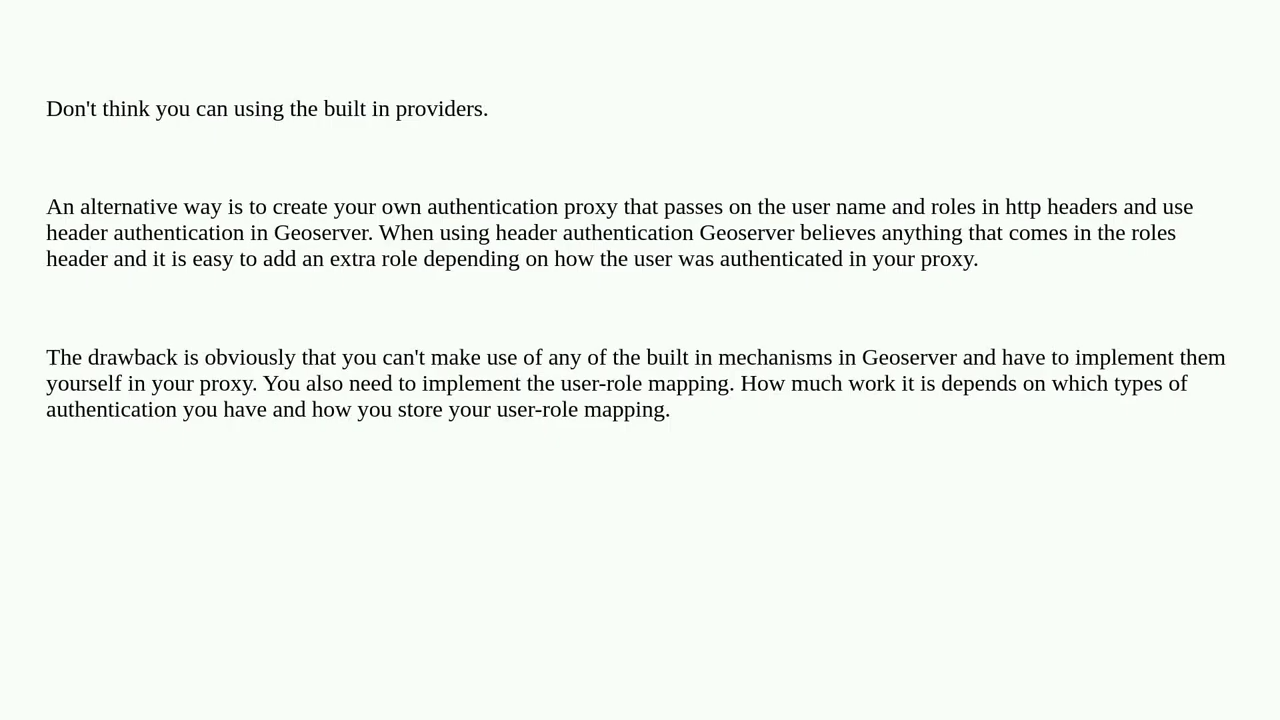 Don't think you can using the built in providers.
An alternative way is to create your own authentication proxy that passes on the user name and roles in http headers and use
header authentication in Geoserver. When using header authentication Geoserver believes anything that comes in the roles
header and it is easy to add an extra role depending on how the user was authenticated in your proxy.
The drawback is obviously that you can't make use of any of the built in mechanisms in Geoserver and have to implement them
yourself in your proxy. You also need to implement the user-role mapping. How much work it is depends on which types of
authentication you have and how you store your user-role mapping.